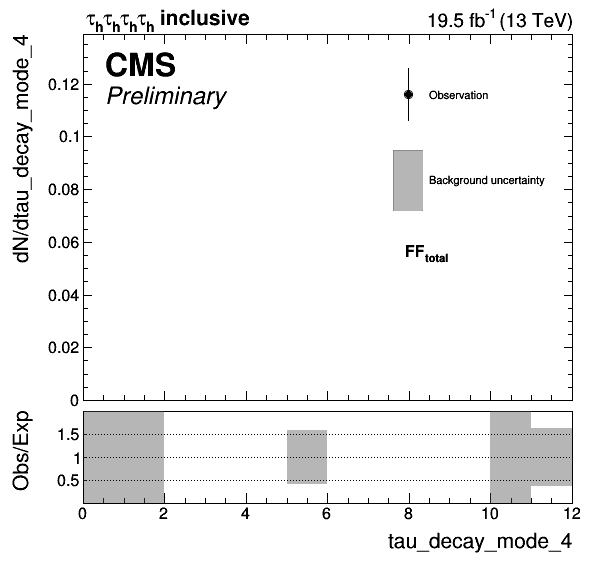 τhτhτhτh inclusive 19.5 fb-1 (13 TeV)
CMS
Preliminary
Observation
Background uncertainty
FFtotal
dN/dtau_decay_mode_4
0.12
0.1
0.08
0.06
0.04
0.02
0
Obs/Exp
1.5
1
0.5
0 2 4 6 8 10 12
tau_decay_mode_4